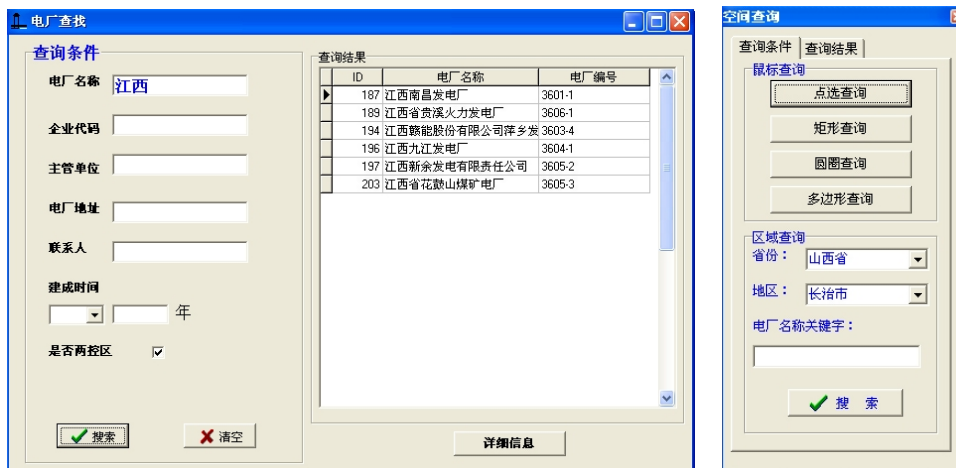 电厂查找
查询条件
电厂名称 江西
企业代码
主管单位
电厂地址
联系人
建成时间
年
是否两控区
搜索 清空
查询结果
ID 电厂名称 电厂编号
187 江西南昌发电厂 3601-1
189 江西省贵溪火力发电厂 3606-1
194 江西赣能股份有限公司萍乡发 3603-4
196 江西九江发电厂 3604-1
197 江西新余发电有限责任公司 3605-2
203 江西省花鼓山煤矿电厂 3605-3
详细信息
空间查询
查询条件 查询结果
鼠标查询
点选查询
矩形查询
圆圈查询
多边形查询
区域查询
省份： 山西省
地区： 长治市
电厂名称关键字：
搜 索